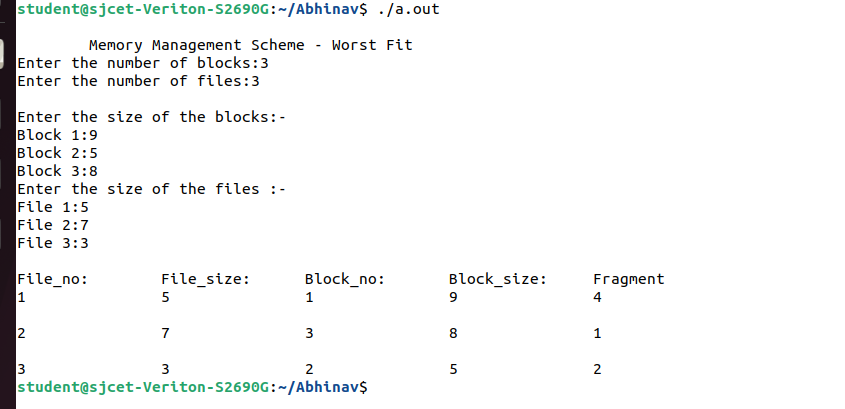 student@sjcet-Veriton-S2690G:~/Abhinav$ ./a.out
Memory Management Scheme - Worst Fit
Enter the number of blocks:3
Enter the number of files:3
Enter the size of the blocks:-
Block 1:9
Block 2:5
Block 3:8
Enter the size of the files :-
File 1:5
File 2:7
File 3:3
File_no: File_size: Block_no: Block_size: Fragment
1 5 1 9 4
2 7 3 8 1
3 3 2 5 2
student@sjcet-Veriton-S2690G:~/Abhinav$